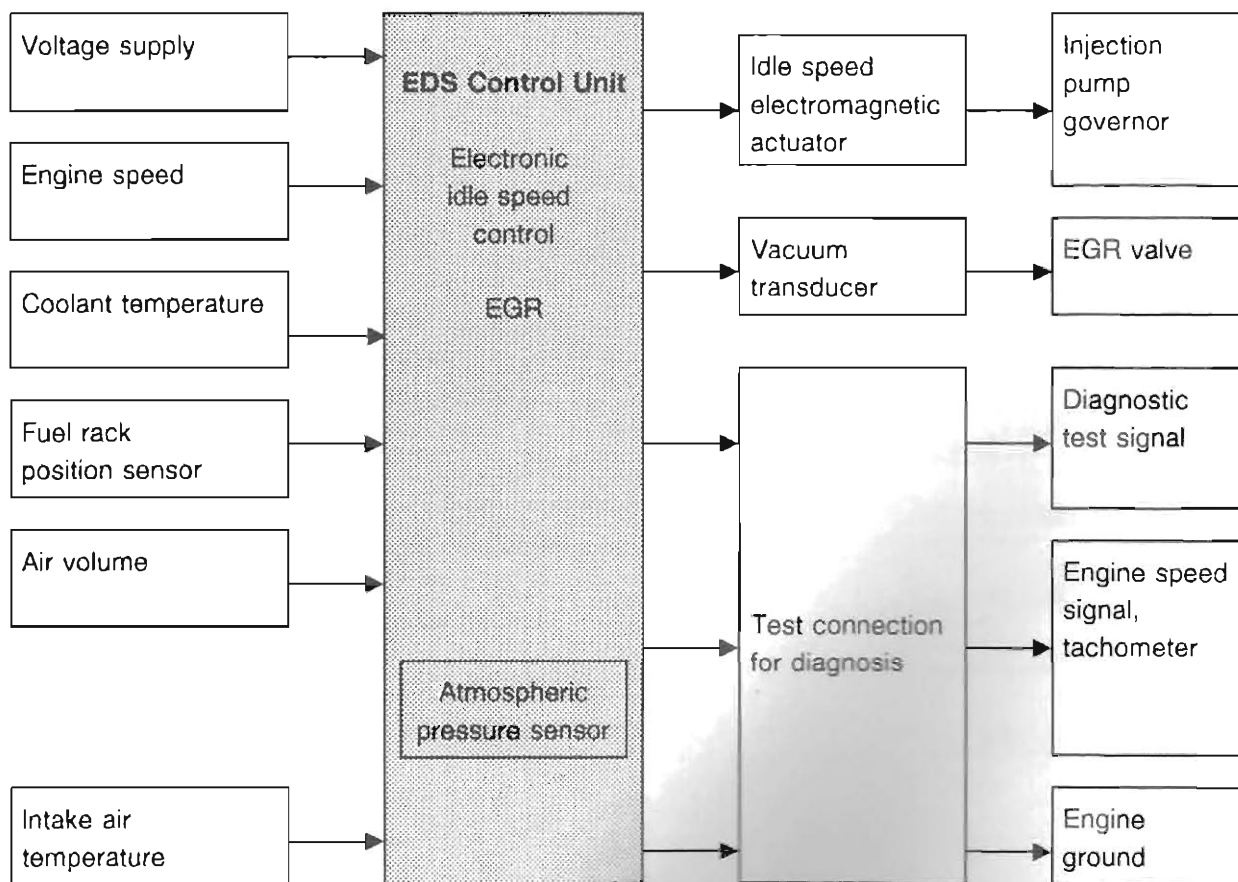 Voltage supply
Engine speed
Coolant temperature
Fuel rack
position sensor
Air volume
Intake air
temperature
EDS Control Unit
Electronic
idle speed
control
EGR
Atmospheric
pressure sensor
Idle speed
electromagnetic
actuator
Vacuum
transducer
Test connection
for diagnosis
Injection
pump
governor
EGR valve
Diagnostic
test signal
Engine speed
signal,
tachometer
Engine
ground